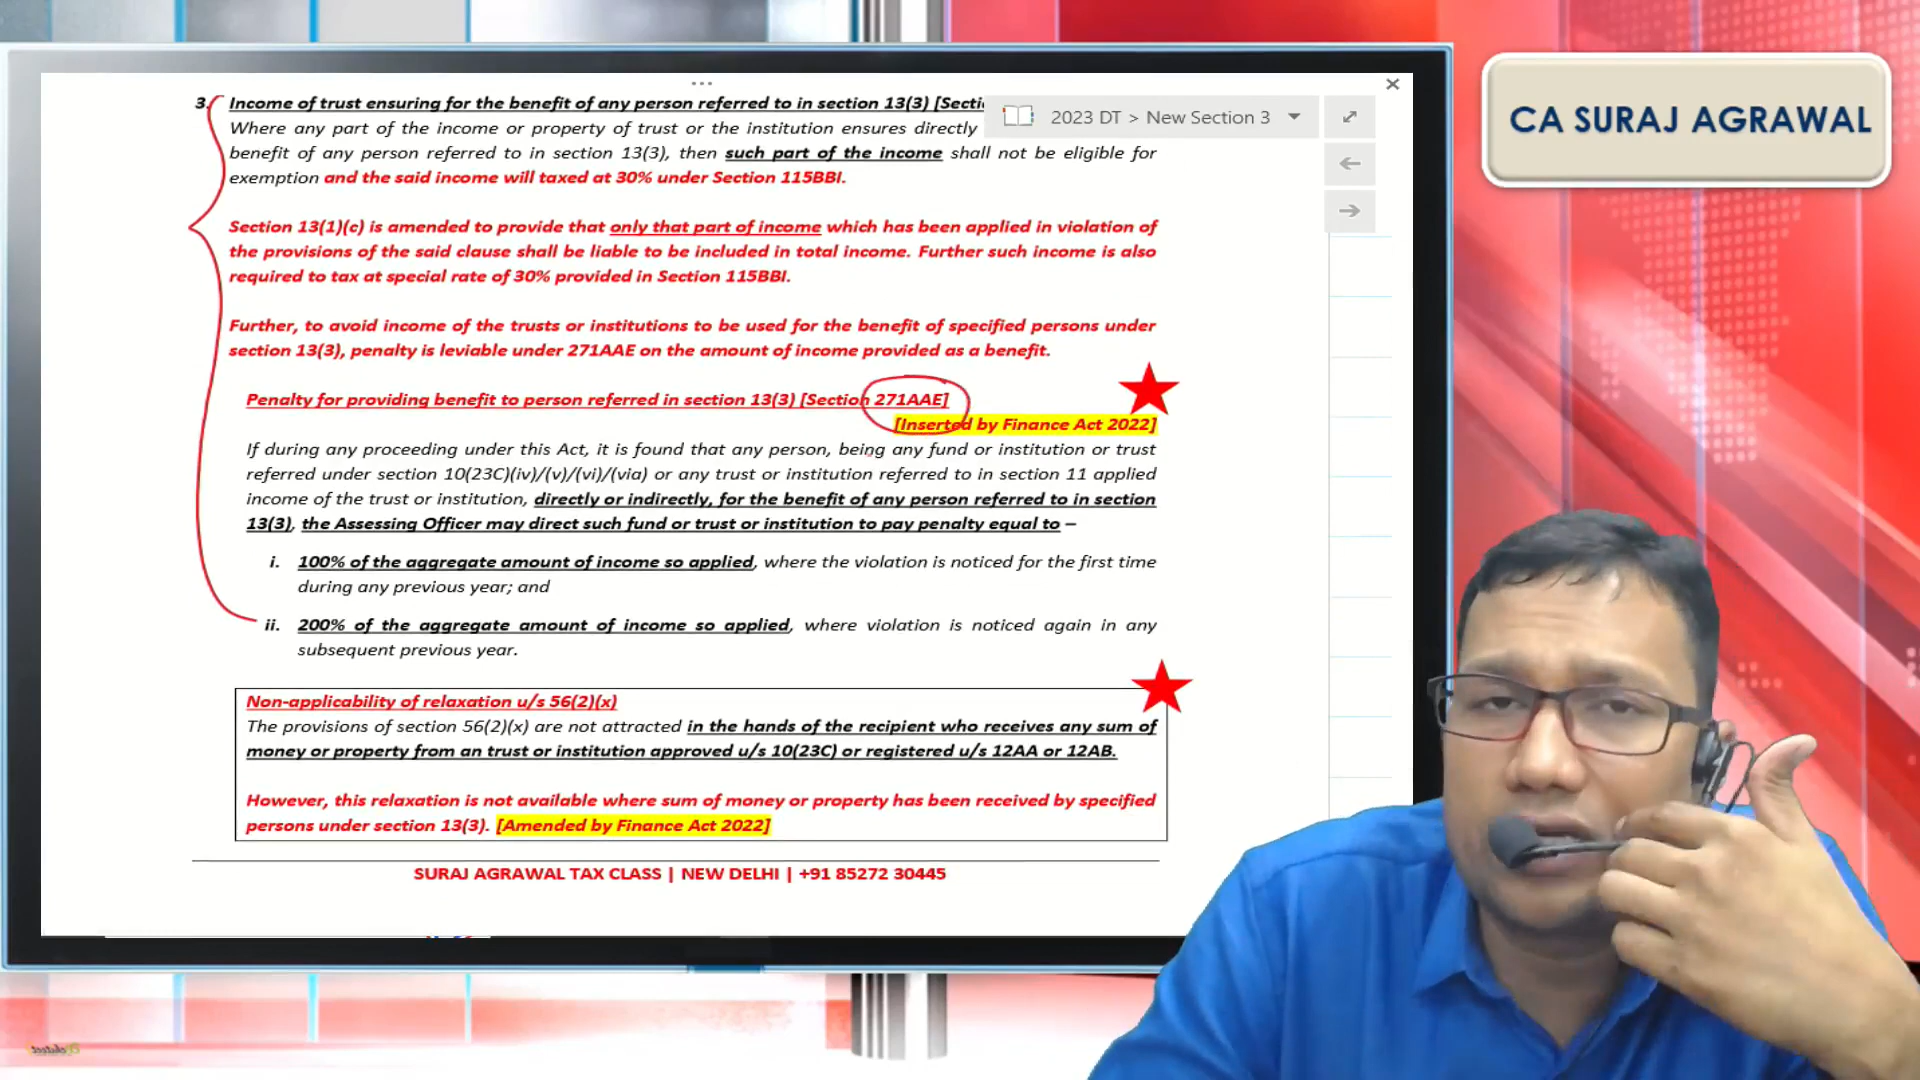 3. Income of trust ensuring for the benefit of any person referred to in section 13(3) [Secti
Where any part of the income or property of trust or the institution ensures directly
benefit of any person referred to in section 13(3), then such part of the income shall not be eligible for
exemption and the said income will taxed at 30% under Section 115BBI.
Section 13(1)(c) is amended to provide that only that part of income which has been applied in violation of
the provisions of the said clause shall be liable to be included in total income. Further such income is also
required to tax at special rate of 30% provided in Section 115BBI.
Further, to avoid income of the trusts or institutions to be used for the benefit of specified persons under
section 13(3), penalty is leviable under 271AAE on the amount of income provided as a benefit.
Penalty for providing benefit to person referred in section 13(3) [Section 271AAE]
[Inserted by Finance Act 2022]
If during any proceeding under this Act, it is found that any person, being any fund or institution or trust
referred under section 10(23C)(iv)/(v)/(vi)/(via) or any trust or institution referred to in section 11 applied
income of the trust or institution, directly or indirectly, for the benefit of any person referred to in section
13(3), the Assessing Officer may direct such fund or trust or institution to pay penalty equal to –
i. 100% of the aggregate amount of income so applied, where the violation is noticed for the first time
during any previous year; and
ii. 200% of the aggregate amount of income so applied, where violation is noticed again in any
subsequent previous year.
Non-applicability of relaxation u/s 56(2)(x)
The provisions of section 56(2)(x) are not attracted in the hands of the recipient who receives any sum of
money or property from an trust or institution approved u/s 10(23C) or registered u/s 12AA or 12AB.
However, this relaxation is not available where sum of money or property has been received by specified
persons under section 13(3). [Amended by Finance Act 2022]
SURAJ AGRAWAL TAX CLASS | NEW DELHI | +91 85272 30445
2023 DT > New Section 3
CA SURAJ AGRAWAL